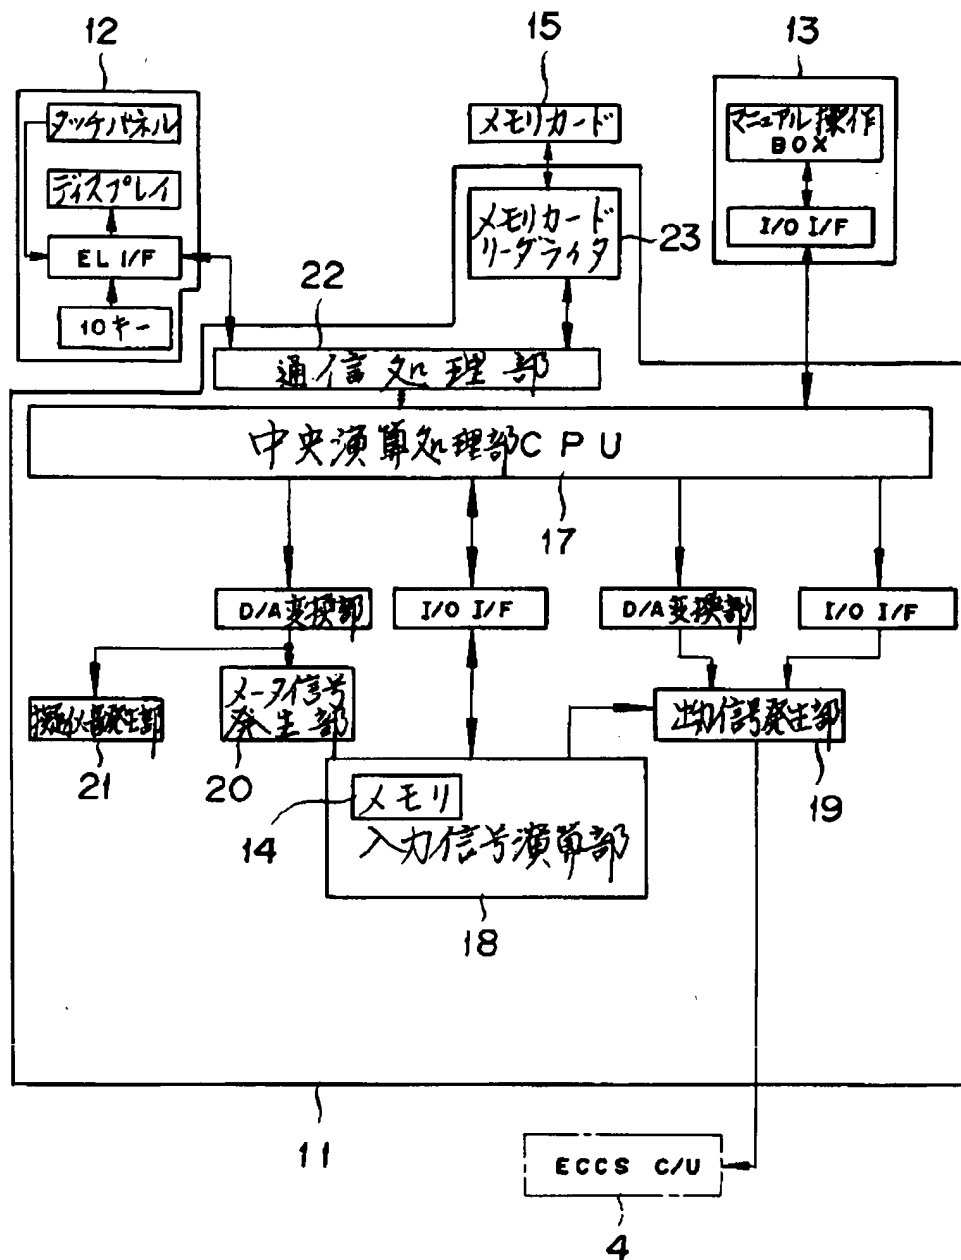 12
15
13
タッチパネル
メモリカード
マニュアル操作
BOX
ディスプレイ
メモリカード
リーダライタ
23
I/O I/F
EL I/F
22
10キー
通信処理部
中央演算処理部CPU
17
D/A変換部
I/O I/F
D/A変換部
I/O I/F
メータ信号
発生部
出力信号発生部
21
20
19
メモリ
14
入力信号演算部
18
11
ECCS C/U
4